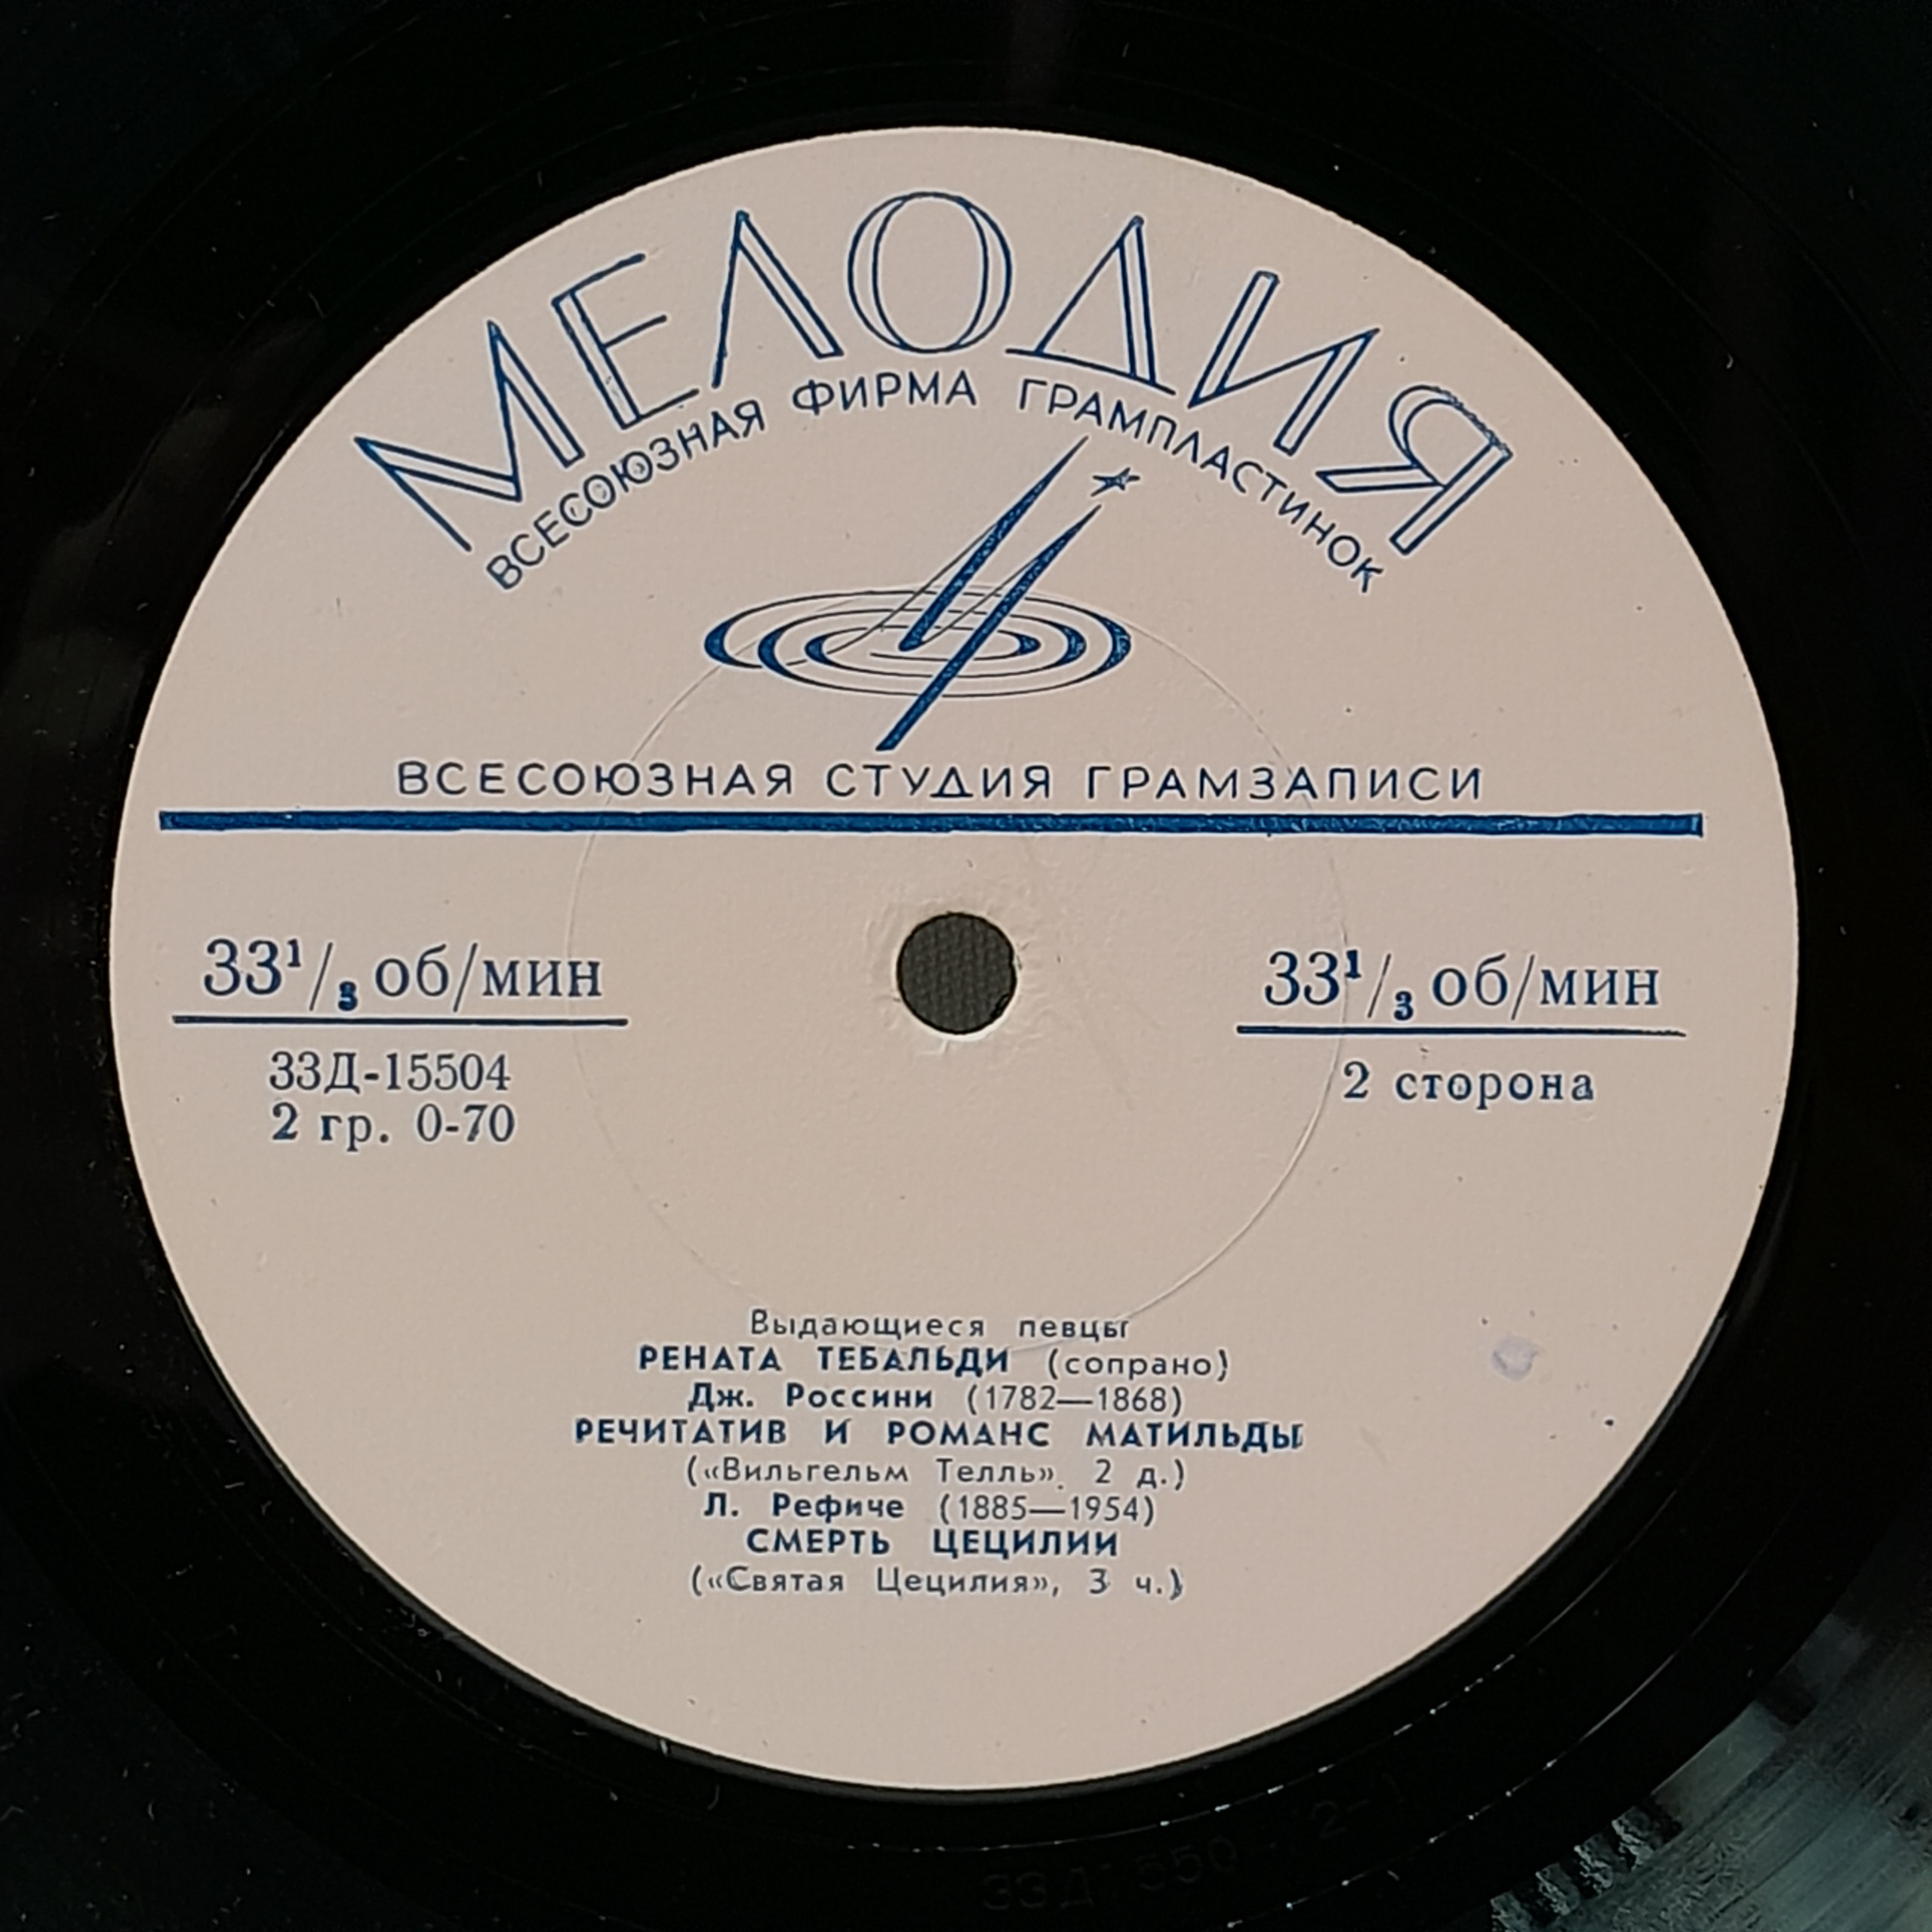 МЕЛОДИЯ
ВСЕСОЮЗНАЯ ФИРМА ГРАМПЛАСТИНОК
ВСЕСОЮЗНАЯ СТУДИЯ ГРАМЗАПИСИ
33¹/₃ об/мин
33Д-15504
2 гр. 0-70
33¹/₃ об/мин
2 сторона
Выдающиеся певцы
РЕНАТА ТЕБАЛЬДИ (сопрано)
Дж. Россини (1782—1868)
РЕЧИТАТИВ И РОМАНС МАТИЛЬДЫ
(«Вильгельм Телль». 2 д.)
Л. Рефиче (1885—1954)
СМЕРТЬ ЦЕЦИЛИИ
(«Святая Цецилия», 3 ч.)